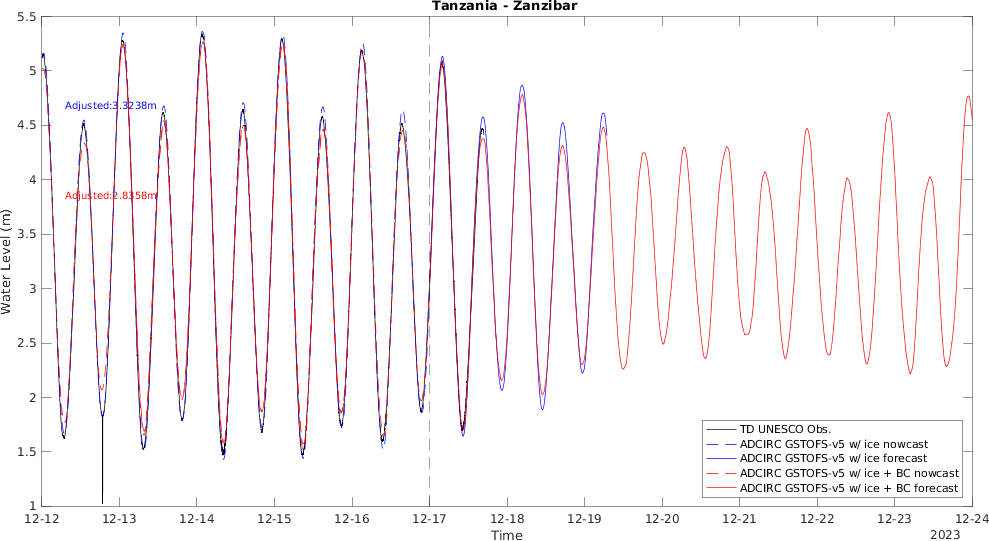 Tanzania - Zanzibar
5.5
5
4.5
4
3.5
3
2.5
2
1.5
1
Water Level (m)
Adjusted:3.3238m
Adjusted:2.8358m
TD UNESCO Obs.
ADCIRC GSTOFS-v5 w/ ice nowcast
ADCIRC GSTOFS-v5 w/ ice forecast
ADCIRC GSTOFS-v5 w/ ice + BC nowcast
ADCIRC GSTOFS-v5 w/ ice + BC forecast
12-12 12-13 12-14 12-15 12-16 12-17 12-18 12-19 12-20 12-21 12-22 12-23 12-24
Time
2023